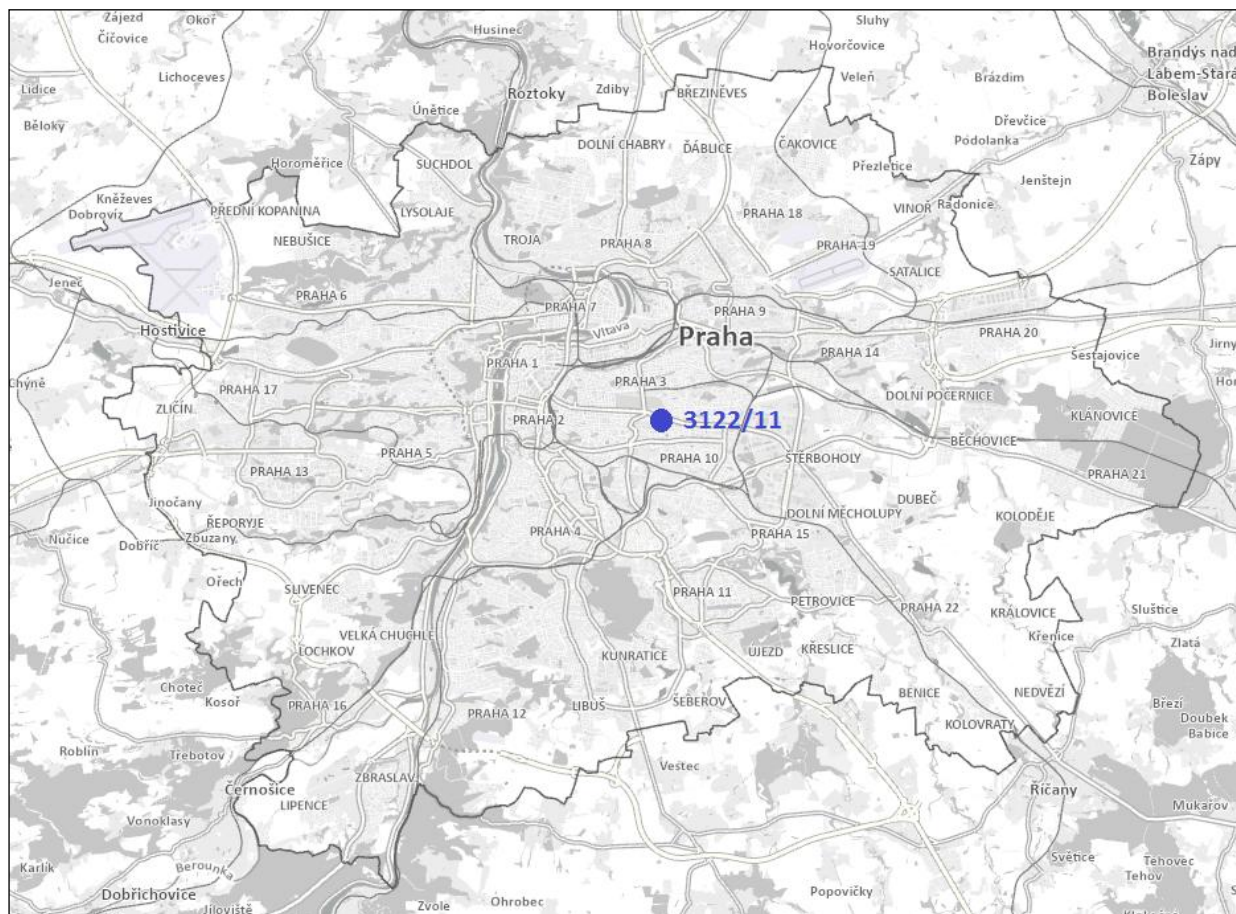 Zájezd
Okoř
Číčovice
Husinec
Sluhy
Hovorčovice
Brandýs nad
Labem-Stará
Boleslav
Lichoceves
Lidice
Roztoky
Zdiby
Veleň
Brázdim
BŘEZINĚVES
Únětice
Běloky
Dřevčice
Podolanka
DOLNÍ CHABRY
ĎÁBLICE
ČAKOVICE
Horoměřice
SUCHDOL
Přezletice
Zápy
Jenštejn
Kněževes
Dobrovíz
PŘEDNÍ KOPANINA
LYSOLAJE
PRAHA 18
VINOŘ
Radonice
NEBUŠICE
TROJA
PRAHA 8
PRAHA 19
SATALICE
Jeneč
PRAHA 6
PRAHA 7
PRAHA 9
Hostivice
Vltava
Praha
PRAHA 20
Jirny
PRAHA 1
PRAHA 14
Šestajovice
Chýně
PRAHA 17
PRAHA 3
DOLNÍ POČERNICE
ZLIČÍN
PRAHA 2
3122/11
KLÁNOVICE
PRAHA 5
BĚCHOVICE
PRAHA 13
PRAHA 10
ŠTĚRBOHOLY
PRAHA 21
Jinočany
DUBEČ
DOLNÍ MĚCHOLUPY
KOLODĚJE
ŘEPORYJE
Nučice
Zbuzany
Dobříč
PRAHA 4
PRAHA 15
Ořech
SLIVENEC
PRAHA 11
PETROVICE
PRAHA 22
KRÁLOVICE
Sluštice
VELKÁ CHUCHLE
Křenice
Zlatá
LOCHKOV
KUNRATICE
ÚJEZD
KŘESLICE
Choteč
Kosoř
BENICE
NEDVĚZÍ
PRAHA 16
LIBUŠ
ŠEBEROV
Březí
PRAHA 12
Doubek
Babice
KOLOVRATY
Roblín
Třebotov
Vestec
ZBRASLAV
Černošice
Říčany
LIPENCE
Mukařov
Vonoklasy
Světice
Karlík
Berounka
Tehovec
Tehov
Dobřichovice
Popovičky
Jíloviště
Zvole
Ohrobec